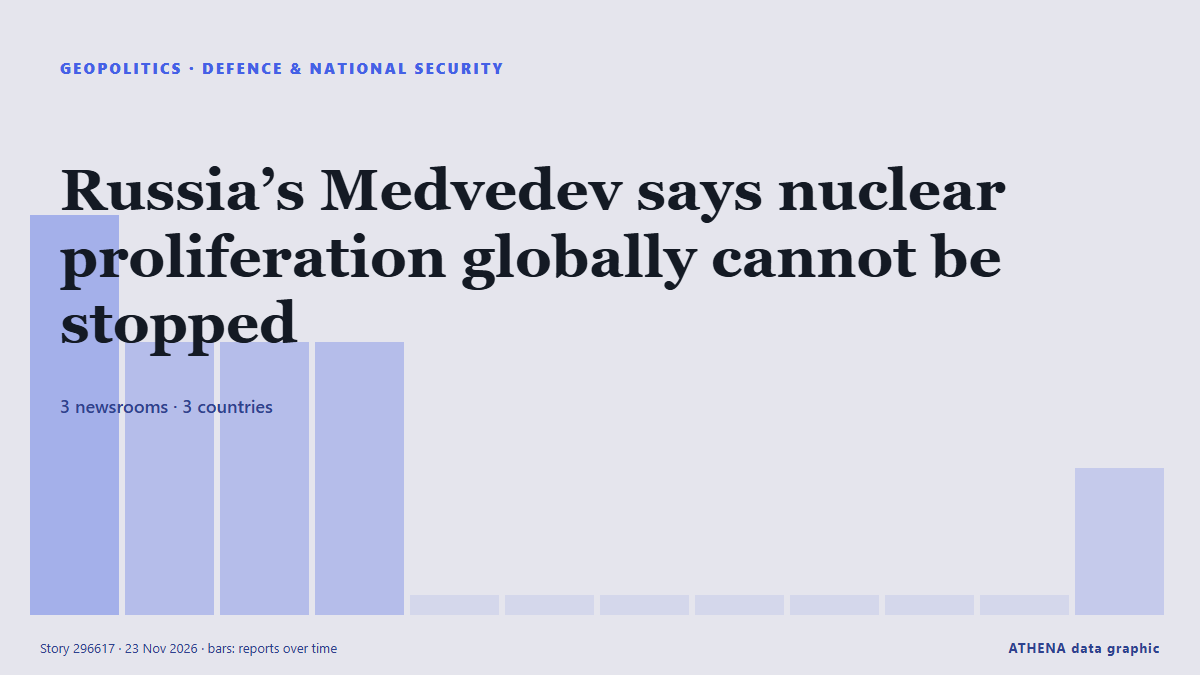 GEOPOLITICS · DEFENCE & NATIONAL SECURITY
Russia’s Medvedev says nuclear
proliferation globally cannot be
stopped
3 newsrooms · 3 countries
Story 296617 · 23 Nov 2026 · bars: reports over time
ATHENA data graphic